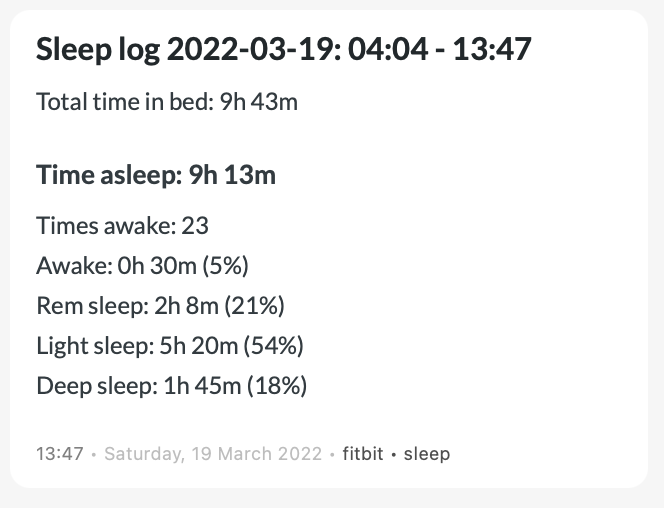 Sleep log 2022-03-19: 04:04 - 13:47
Total time in bed: 9h 43m
Time asleep: 9h 13m
Times awake: 23
Awake: 0h 30m (5%)
Rem sleep: 2h 8m (21%)
Light sleep: 5h 20m (54%)
Deep sleep: 1h 45m (18%)
13:47 • Saturday, 19 March 2022 • fitbit • sleep